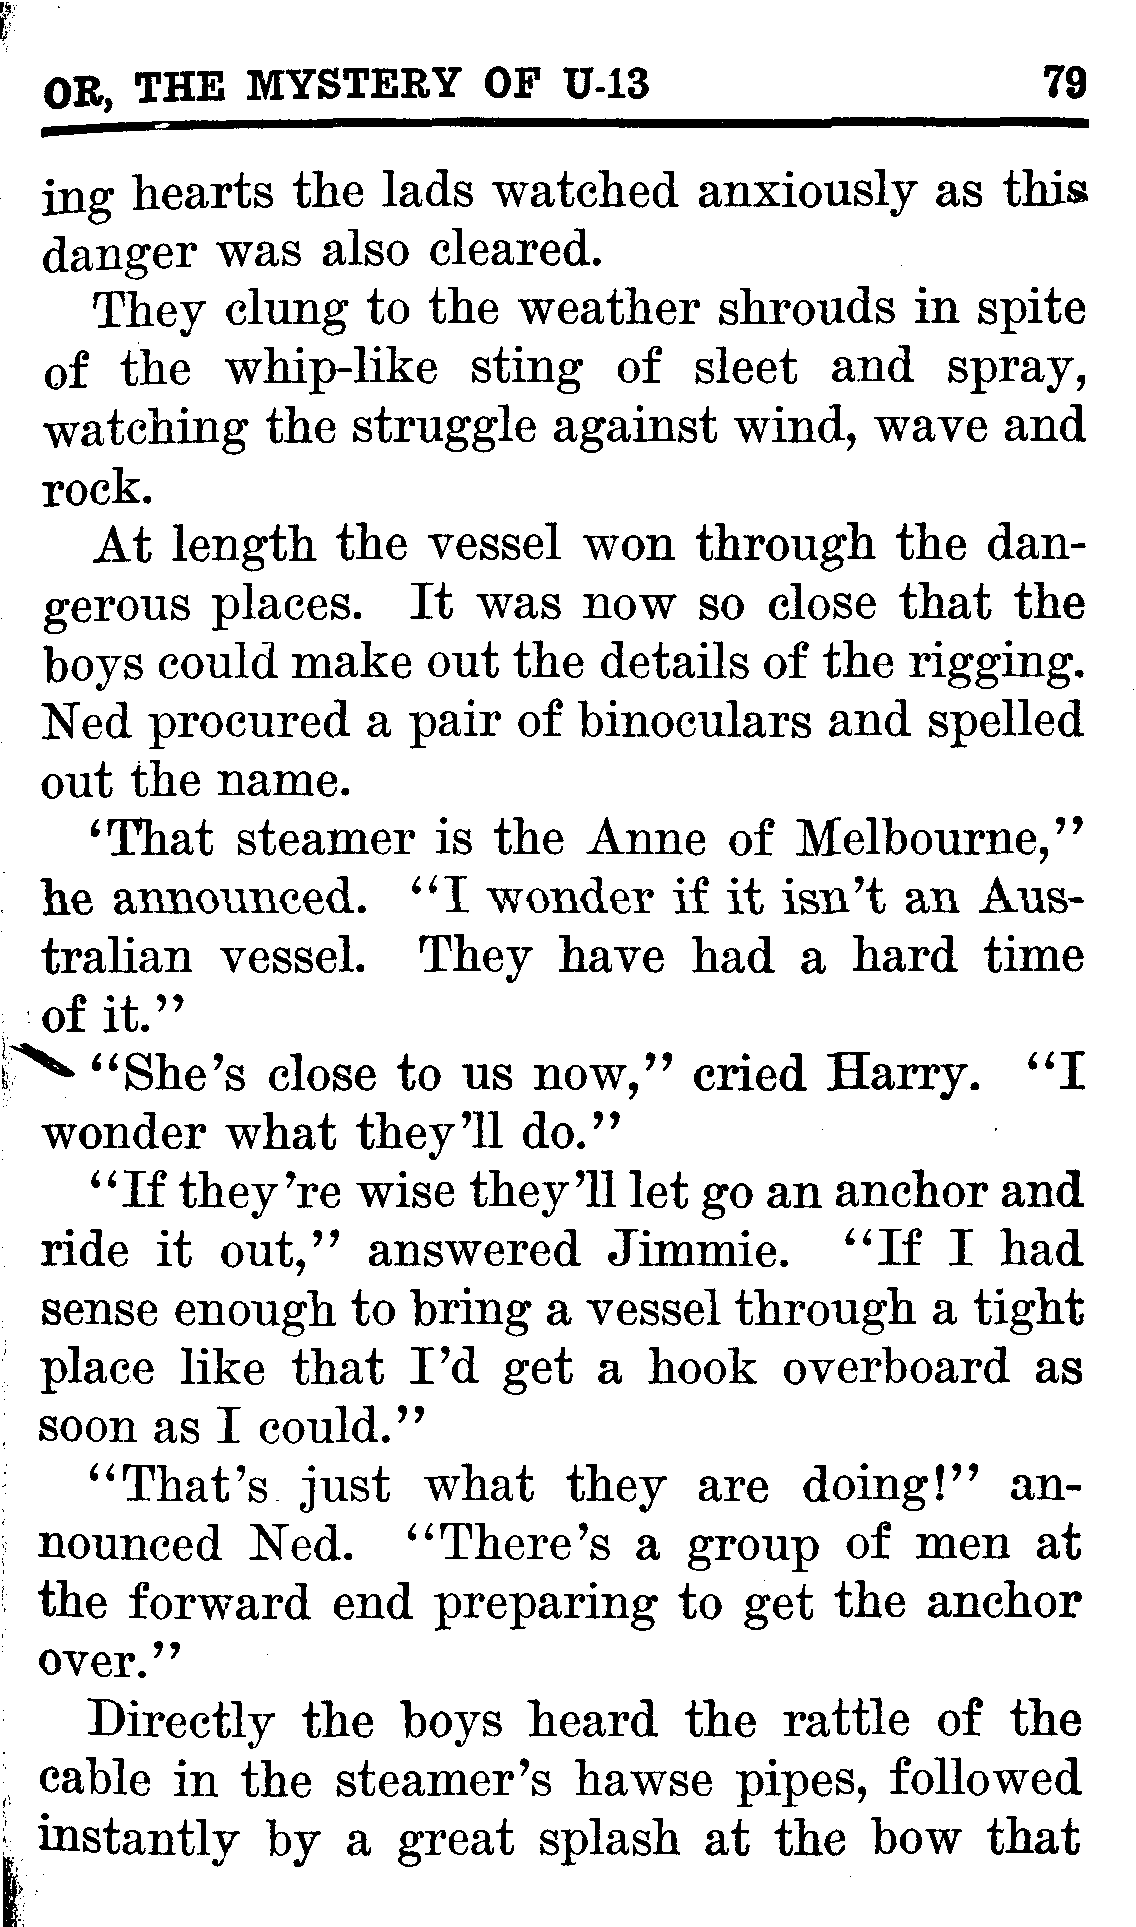 OR, THE MYSTERY OF U-13 79
ing hearts the lads watched anxiously as this
danger was also cleared.
They clung to the weather shrouds in spite
of the whip-like sting of sleet and spray,
watching the struggle against wind, wave and
rock.
At length the vessel won through the dan-
gerous places. It was now so close that the
boys could make out the details of the rigging.
Ned procured a pair of binoculars and spelled
out the name.
‘That steamer is the Anne of Melbourne,”
he announced. “I wonder if it isn’t an Aus-
tralian vessel. They have had a hard time
of it.”
“She’s close to us now,” cried Harry. “I
wonder what they’ll do.”
“If they’re wise they’ll let go an anchor and
ride it out,” answered Jimmie. “If I had
sense enough to bring a vessel through a tight
place like that I’d get a hook overboard as
soon as I could.”
“That’s just what they are doing!” an-
nounced Ned. “There’s a group of men at
the forward end preparing to get the anchor
over.”
Directly the boys heard the rattle of the
cable in the steamer’s hawse pipes, followed
instantly by a great splash at the bow that